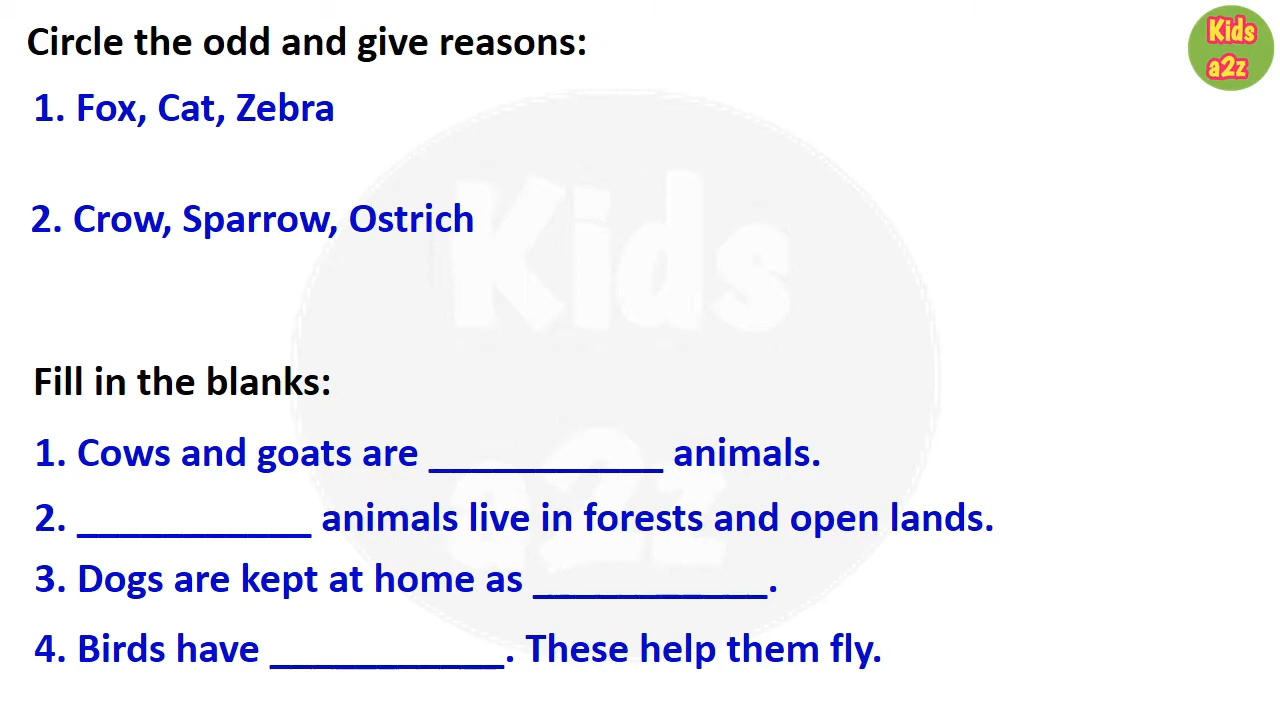 Circle the odd and give reasons:
Kids
a2z
1. Fox, Cat, Zebra
2. Crow, Sparrow, Ostrich
Kids
a2z
Fill in the blanks:
1. Cows and goats are ___________ animals.
2. ___________ animals live in forests and open lands.
3. Dogs are kept at home as ___________.
4. Birds have ___________. These help them fly.